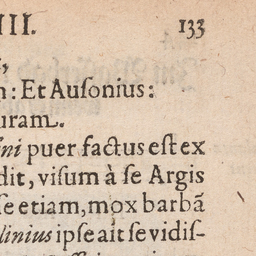 III. 133
: Et Auſonius:
uram.
ni puer factus eſt ex
dit, viſum à ſe Argis
ſe etiam, mox barbã
linius ipſe ait ſe vidiſ-